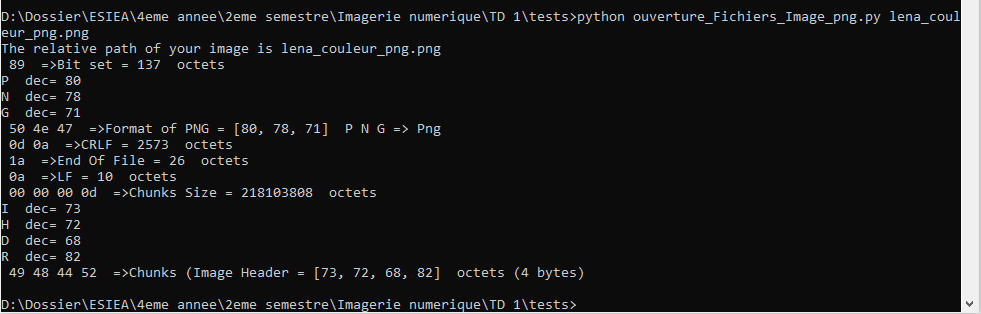 D:\Dossier\ESIEA\4eme annee\2eme semestre\Imagerie numerique\TD 1\tests>python ouverture_Fichiers_Image_png.py lena_coul
eur_png.png
The relative path of your image is lena_couleur_png.png
 89  =>Bit set = 137  octets
P  dec= 80
N  dec= 78
G  dec= 71
 50 4e 47  =>Format of PNG = [80, 78, 71]  P N G => Png
 0d 0a  =>CRLF = 2573  octets
 1a  =>End Of File = 26  octets
 0a  =>LF = 10  octets
 00 00 00 0d  =>Chunks Size = 218103808  octets
I  dec= 73
H  dec= 72
D  dec= 68
R  dec= 82
 49 48 44 52  =>Chunks (Image Header = [73, 72, 68, 82]  octets (4 bytes)
D:\Dossier\ESIEA\4eme annee\2eme semestre\Imagerie numerique\TD 1\tests>